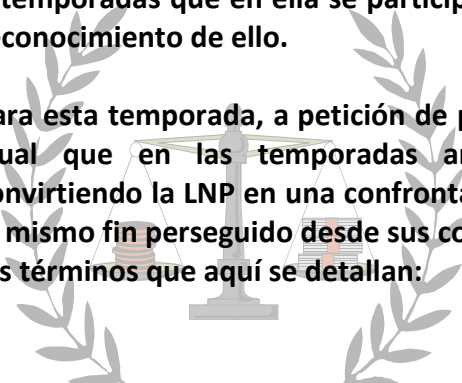 temporadas que en ella se particip
econocimiento de ello.
ara esta temporada, a petición de p
ual que en las temporadas a
onvirtiendo la LNP en una confronta
mismo fin perseguido desde sus co
s términos que aquí se detallan: